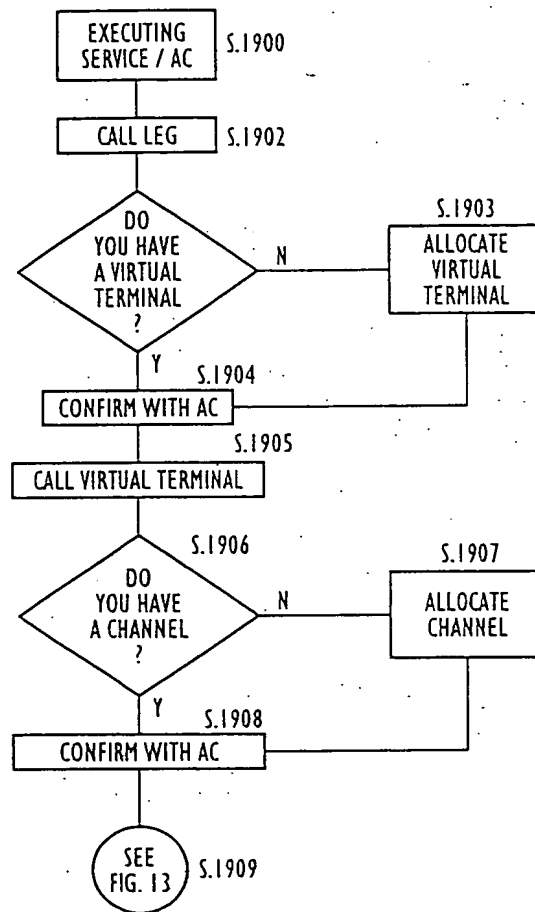 EXECUTING
SERVICE / AC
S.1900
CALL LEG
S.1902
DO
YOU HAVE
A VIRTUAL
TERMINAL
?
N
S.1903
ALLOCATE
VIRTUAL
TERMINAL
Y
S.1904
CONFIRM WITH AC
S.1905
CALL VIRTUAL TERMINAL
S.1906
DO
YOU HAVE
A CHANNEL
?
N
S.1907
ALLOCATE
CHANNEL
Y
S.1908
CONFIRM WITH AC
SEE
FIG. 13
S.1909